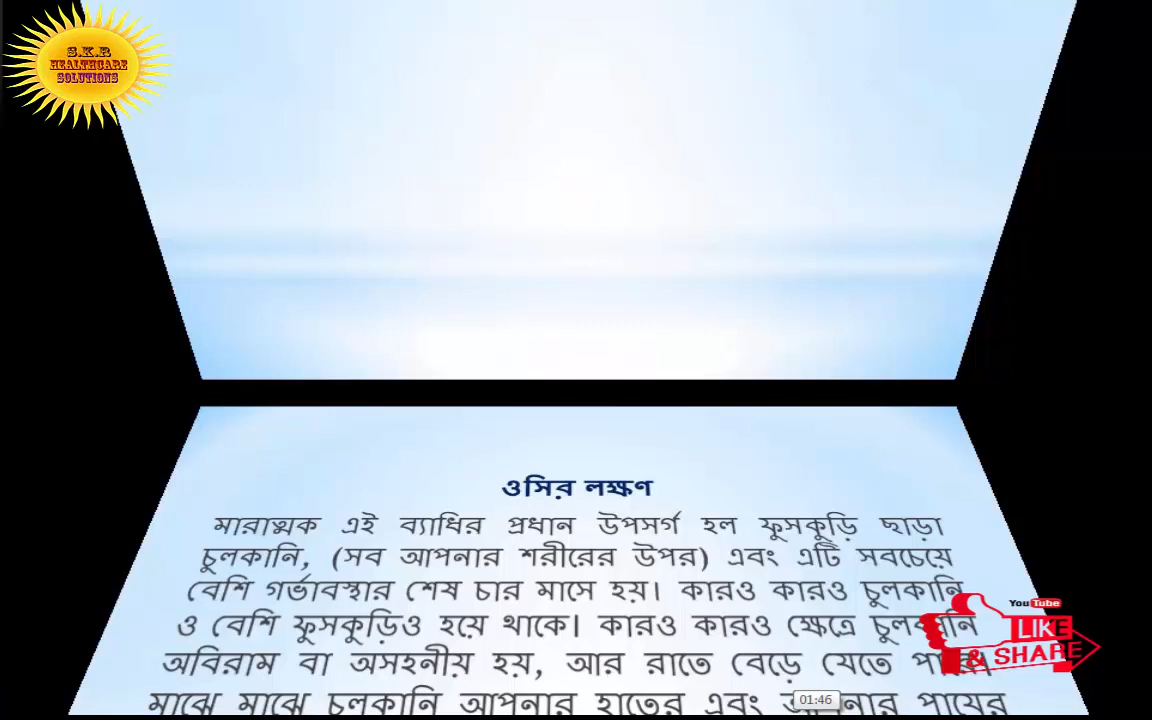 S.K.R
HEALTHCARE
SOLUTIONS
ওসির লক্ষণ
মারাত্মক এই ব্যাধির প্রধান উপসর্গ হল ফুসকুড়ি ছাড়া
চুলকানি, (সব আপনার শরীরের উপর) এবং এটি সবচেয়ে
বেশি গর্ভাবস্থার শেষ চার মাসে হয়। কারও কারও চুলকানি
ও বেশি ফুসকুড়িও হয়ে থাকে। কারও কারও ক্ষেত্রে চুলকানি
অবিরাম বা অসহনীয় হয়, আর রাতে বেড়ে যেতে পারে।
মাঝে মাঝে চুলকানি আপনার হাতের এবং আপনার পায়ের
YouTube
LIKE
& SHARE
01:46